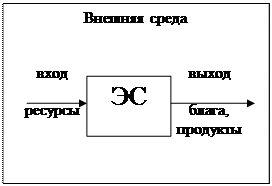 Внешняя среда
вход
выход
ЭС
ресурсы
блага,
продукты